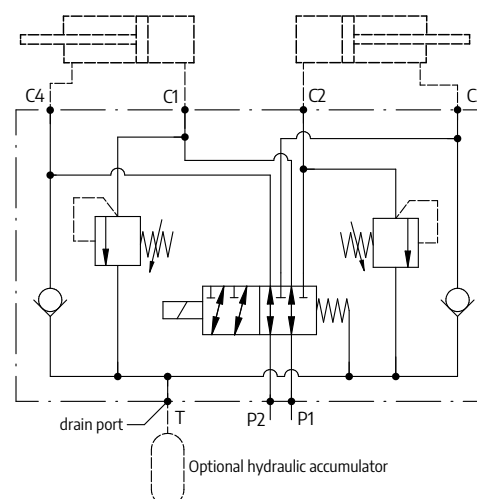 C4
C1
C2
C
drain port
T
P2
P1
Optional hydraulic accumulator